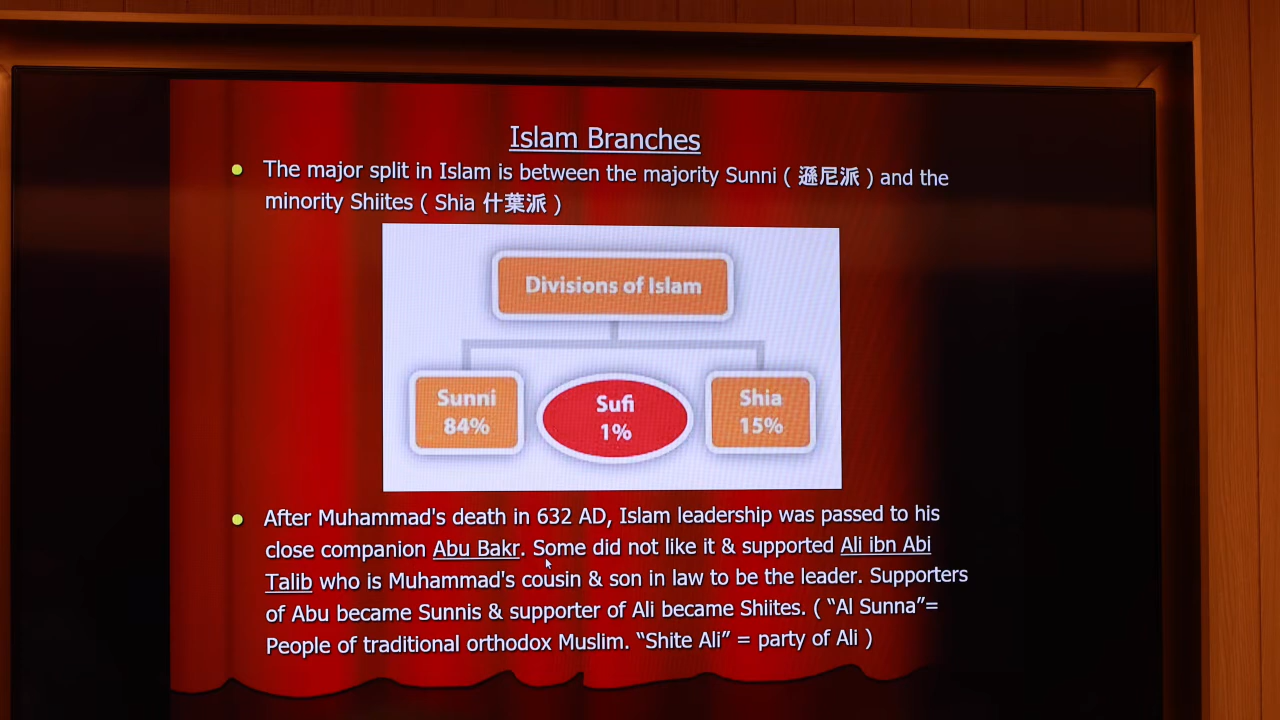 Islam Branches
The major split in Islam is between the majority Sunni ( 遜尼派 ) and the
minority Shiites ( Shia 什葉派 )
Divisions of Islam
Sunni
84%
Sufi
1%
Shia
15%
After Muhammad's death in 632 AD, Islam leadership was passed to his
close companion Abu Bakr. Some did not like it & supported Ali ibn Abi
Talib who is Muhammad's cousin & son in law to be the leader. Supporters
of Abu became Sunnis & supporter of Ali became Shiites. ( “Al Sunna”=
People of traditional orthodox Muslim. “Shite Ali” = party of Ali )